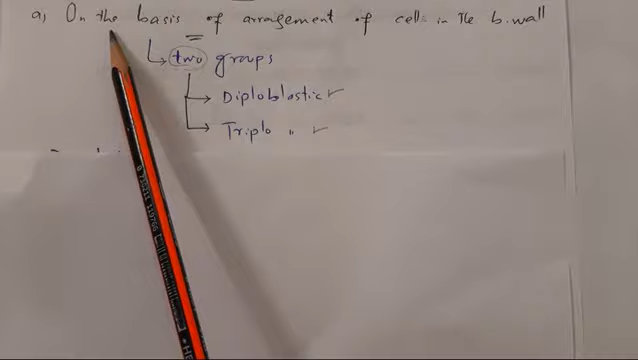 a) On the basis of arragement of cells in the b.wall
↳ two groups
→ Diploblastic ✓
→ Triplo " ✓